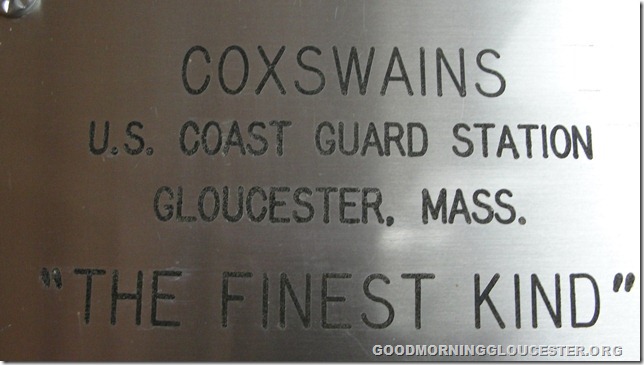 COXSWAINS
U.S. COAST GUARD STATION
GLOUCESTER, MASS.
"THE FINEST KIND"
GOODMORNINGGLOUCESTER.ORG